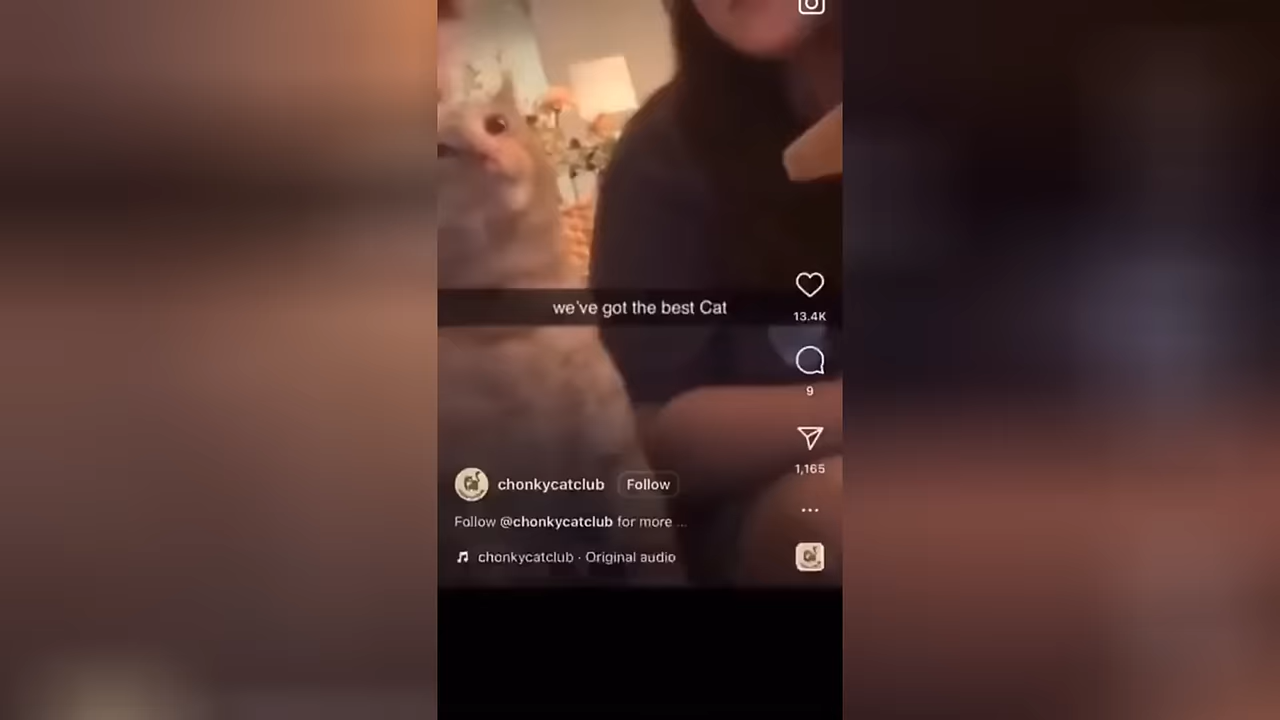 we've got the best Cat
13.4K
9
1,165
chonkycatclub Follow
Follow @chonkycatclub for more ...
chonkycatclub · Original audio